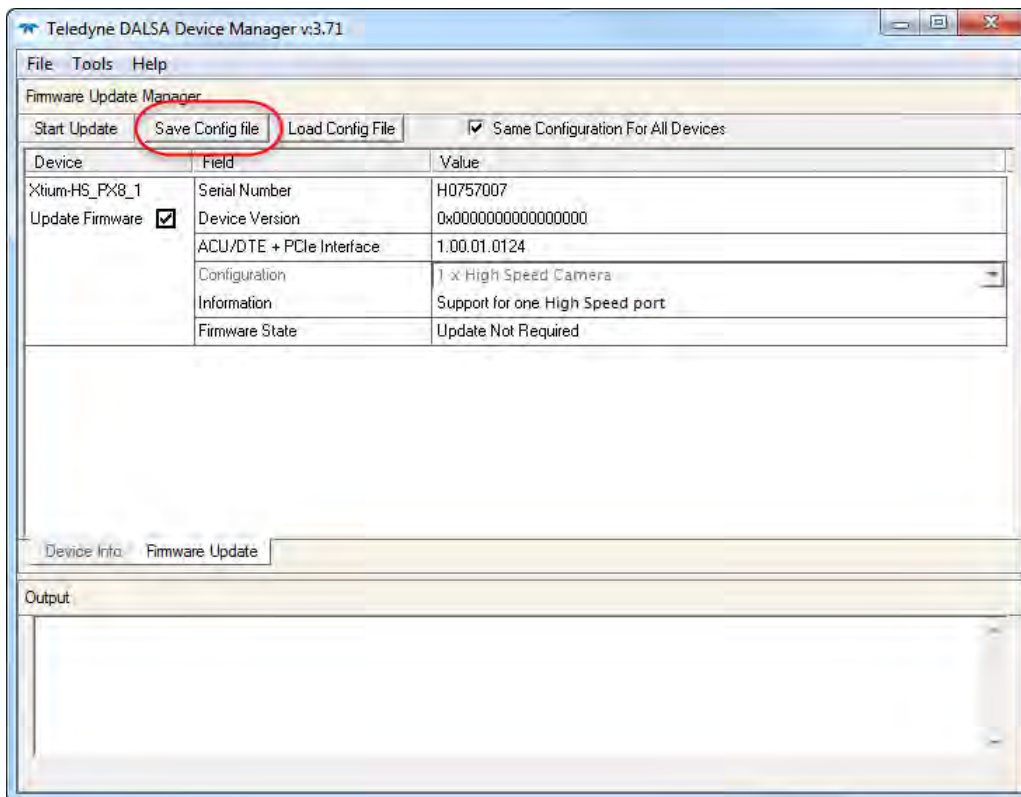 Teledyne DALSA Device Manager v:3.71
File Tools Help
Firmware Update Manager
Start Update Save Config file Load Config File Same Configuration For All Devices
Device Field Value
Xtium-HS_PX8_1 Serial Number H0757007
Update Firmware Device Version 0x0000000000000000
ACU/DTE + PCIe Interface 1.00.01.0124
Configuration 1 x High Speed Camera
Information Support for one High Speed port
Firmware State Update Not Required
Device Info Firmware Update
Output